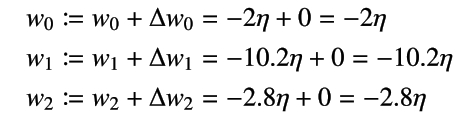 w₀ := w₀ + Δw₀ = −2η + 0 = −2η
w₁ := w₁ + Δw₁ = −10.2η + 0 = −10.2η
w₂ := w₂ + Δw₂ = −2.8η + 0 = −2.8η